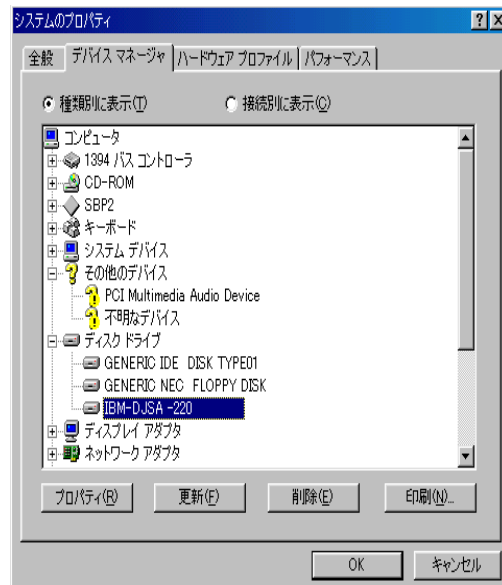 システムのプロパティ
全般 デバイス マネージャ ハードウェア プロファイル パフォーマンス
種類別に表示(T) 接続別に表示(C)
コンピュータ
1394 バス コントローラ
CD-ROM
SBP2
キーボード
システム デバイス
その他のデバイス
PCI Multimedia Audio Device
不明なデバイス
ディスク ドライブ
GENERIC IDE DISK TYPE01
GENERIC NEC FLOPPY DISK
IBM-DJSA -220
ディスプレイ アダプタ
ネットワーク アダプタ
プロパティ(R) 更新(F) 削除(E) 印刷(N)...
OK キャンセル